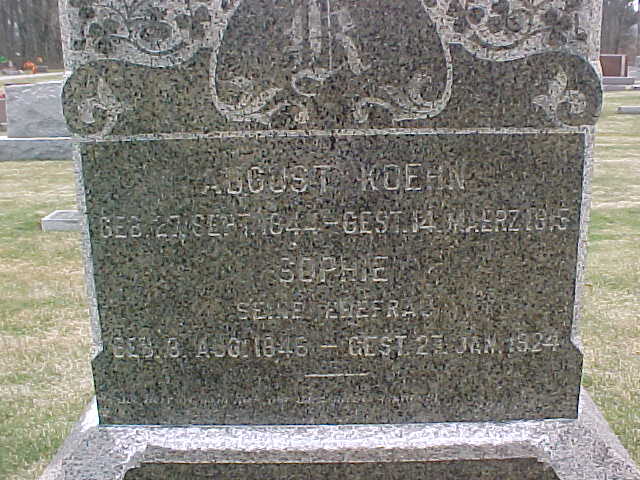 AUGUST KOEHN
GEB. 27. SEPT. 1844 – GEST. 14. MAERZ
SOPHIE
SEINE EHEFRAU
GEB. 8. AUG. 1846 – GEST. 27. JAN. 1924